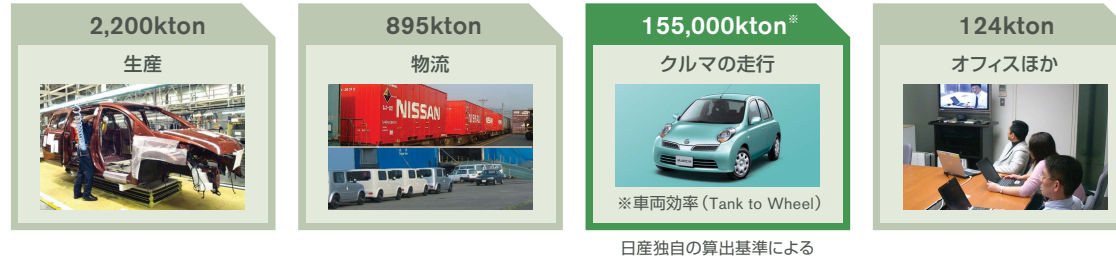 2,200kton
生産
895kton
物流
NISSAN
155,000kton※
クルマの走行
※車両効率（Tank to Wheel）
日産独自の算出基準による
124kton
オフィスほか